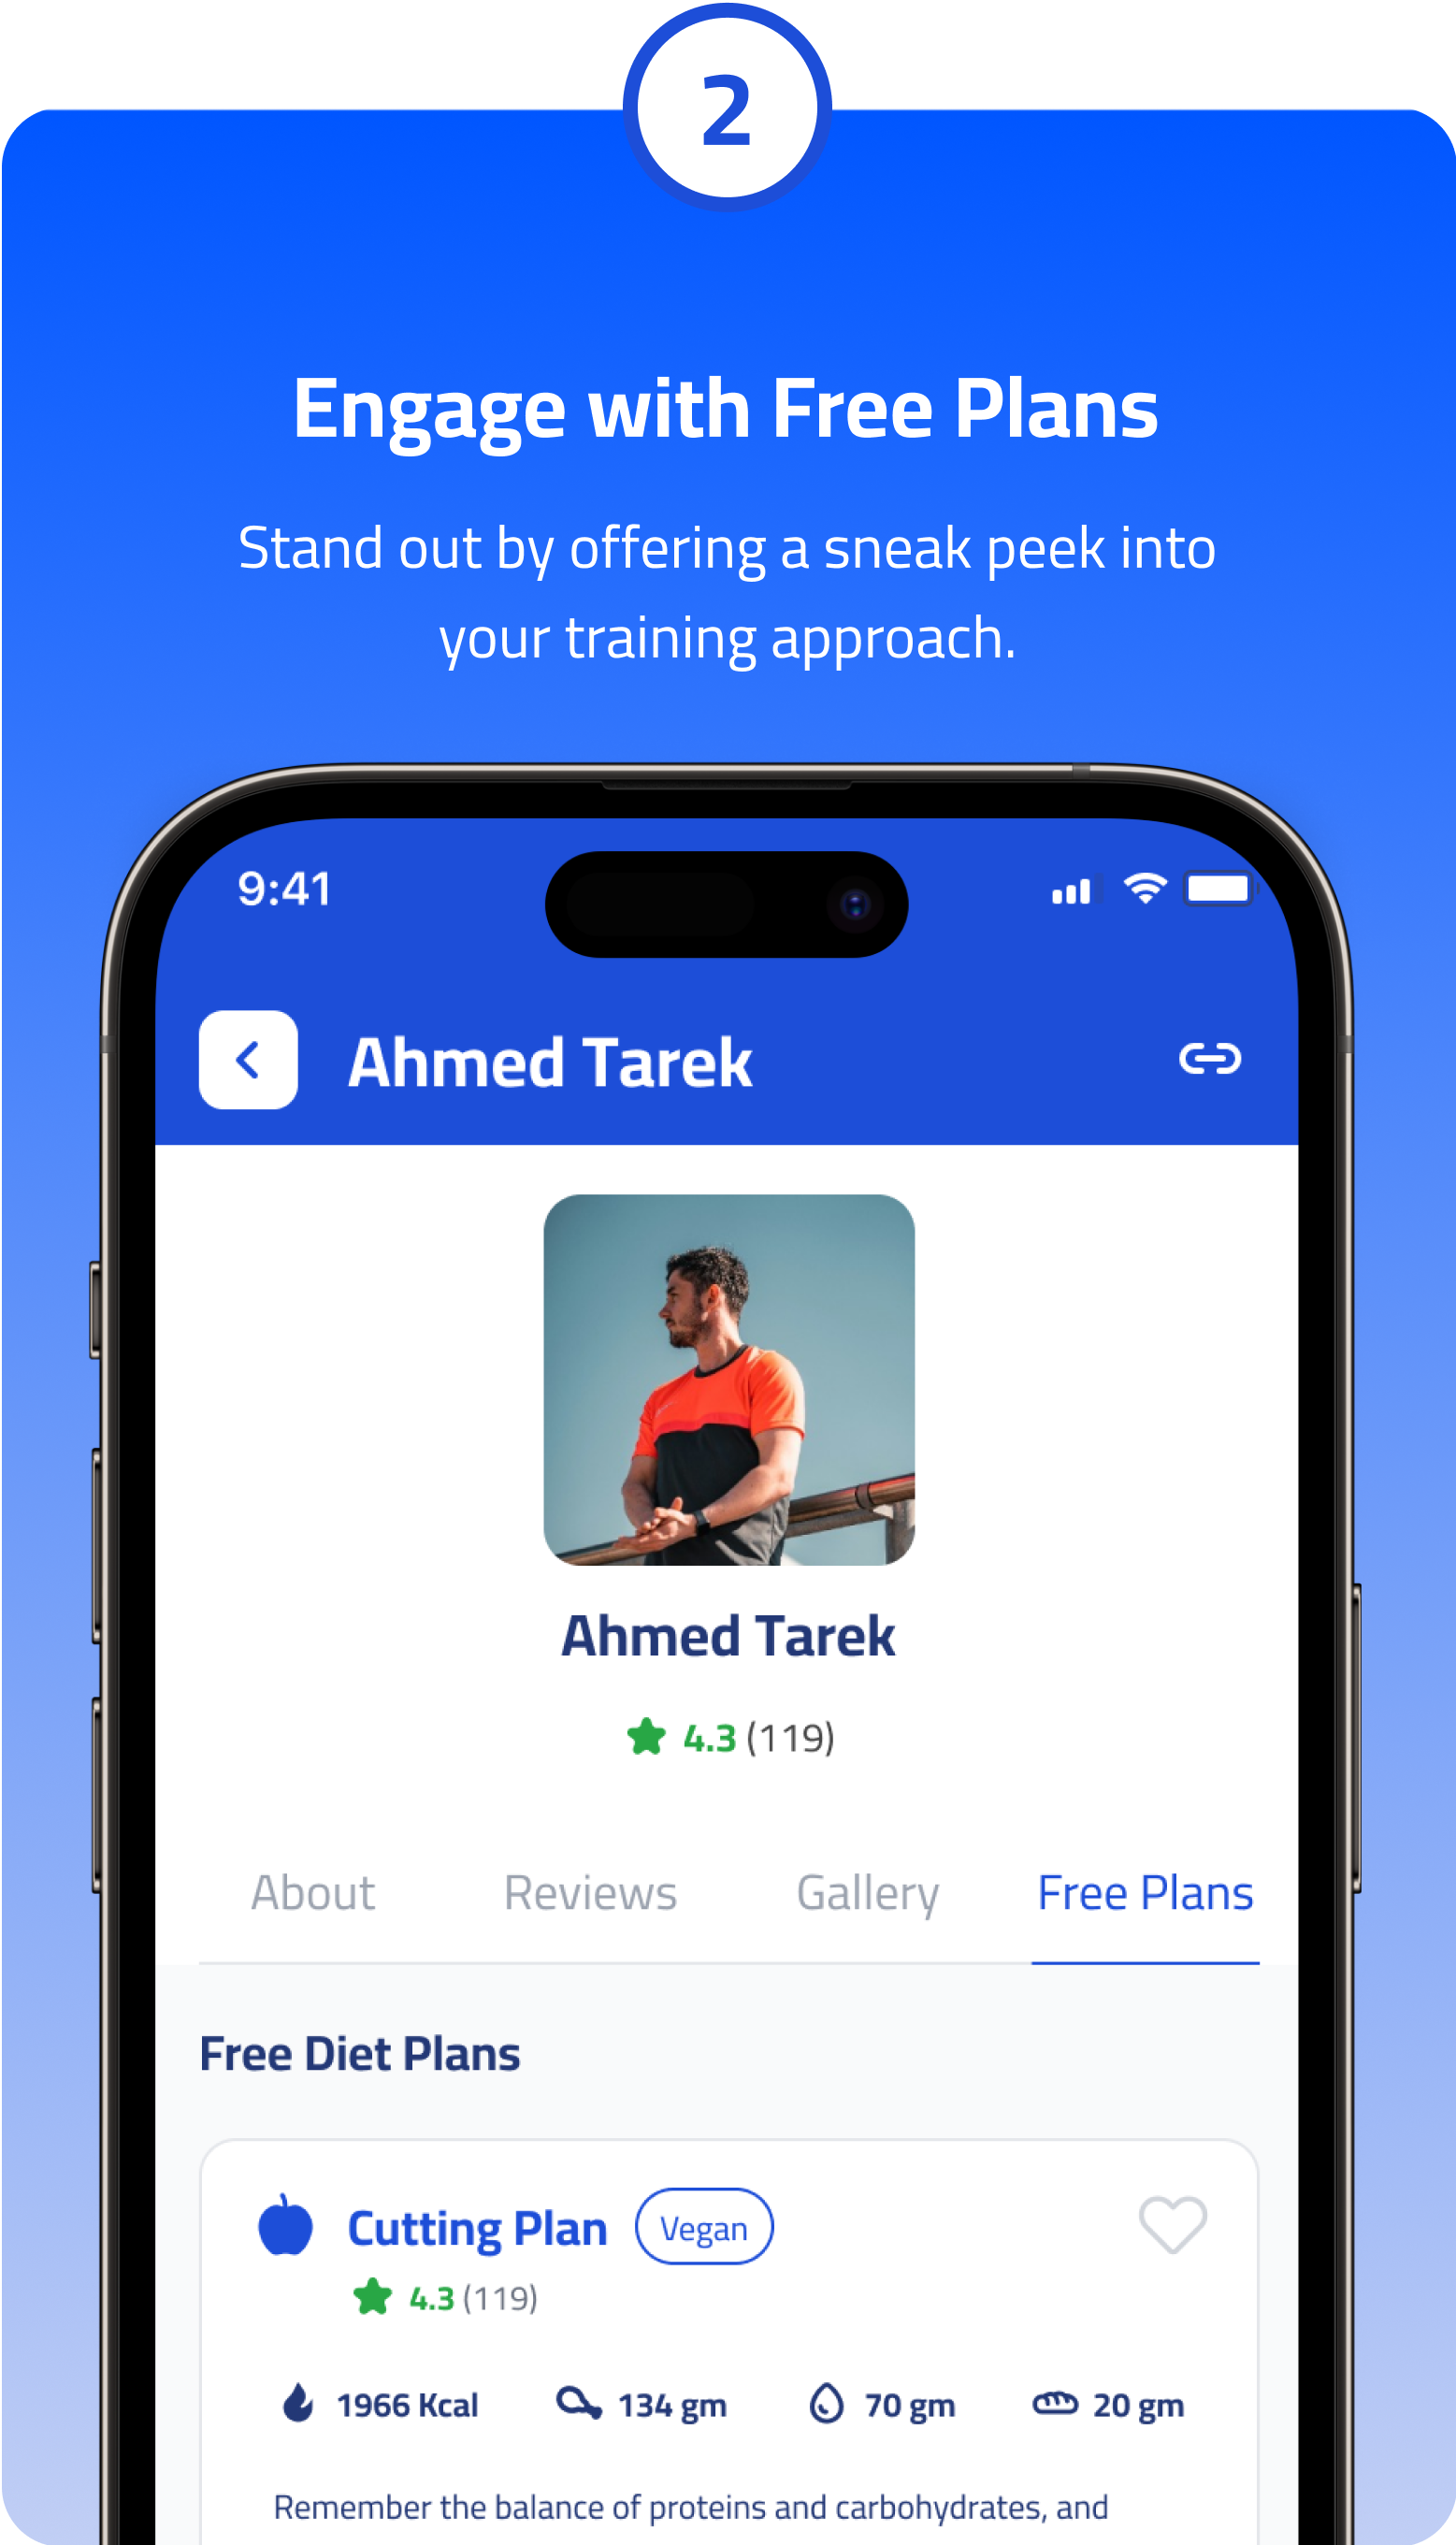 2
Engage with Free Plans
Stand out by offering a sneak peek into
your training approach.
9:41
Ahmed Tarek
Ahmed Tarek
4.3 (119)
About Reviews Gallery Free Plans
Free Diet Plans
Cutting Plan Vegan
4.3 (119)
1966 Kcal 134 gm 70 gm 20 gm
Remember the balance of proteins and carbohydrates, and